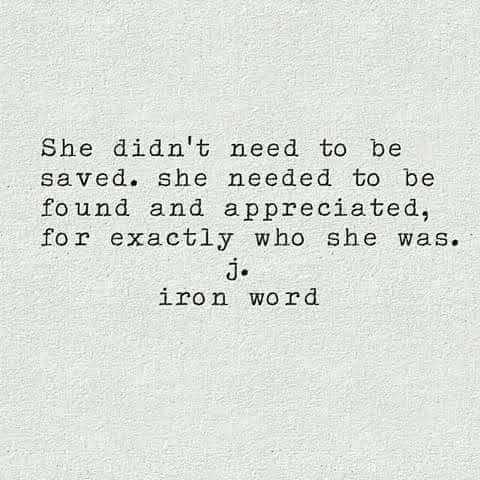 She didn't need to be
saved. she needed to be
found and appreciated,
for exactly who she was.
j.
iron word